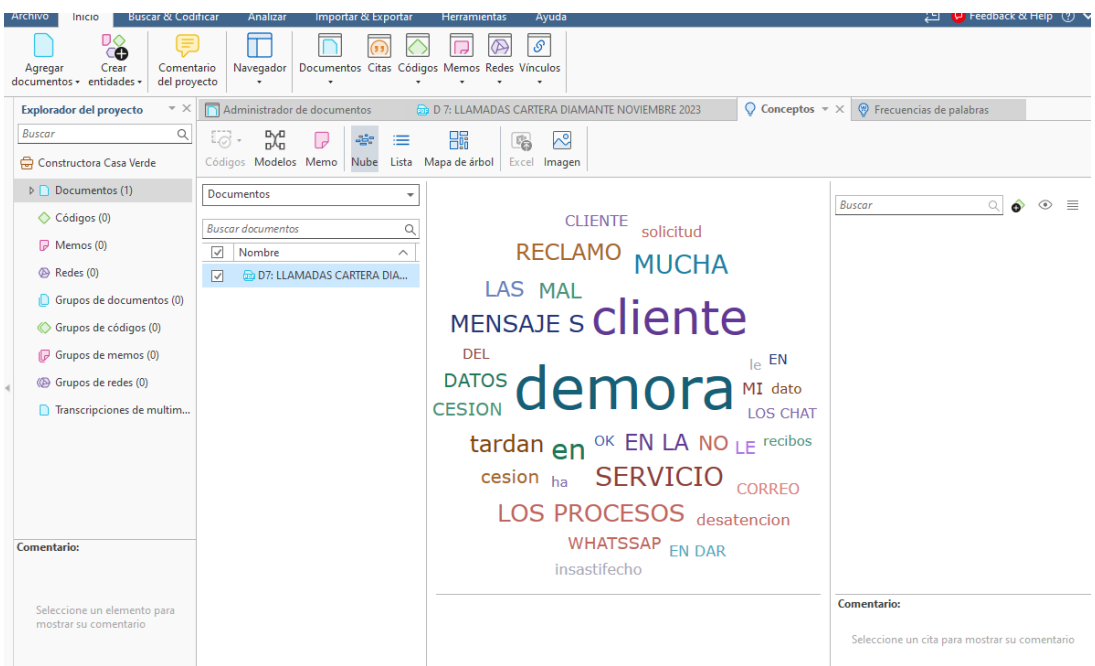 Archivo Inicio Buscar & Codificar Analizar Importar & Exportar Herramientas Ayuda Feedback & Help
Agregar documentos Crear entidades Comentario del proyecto Navegador Documentos Citas Códigos Memos Redes Vínculos
Explorador del proyecto
Administrador de documentos D 7: LLAMADAS CARTERA DIAMANTE NOVIEMBRE 2023 Conceptos Frecuencias de palabras
Buscar
Constructora Casa Verde
Documentos (1)
Códigos (0)
Memos (0)
Redes (0)
Grupos de documentos (0)
Grupos de códigos (0)
Grupos de memos (0)
Grupos de redes (0)
Transcripciones de multim...
Comentario:
Seleccione un elemento para
mostrar su comentario
Códigos Modelos Memo Nube Lista Mapa de árbol Excel Imagen
Documentos
Buscar documentos
Nombre
D7: LLAMADAS CARTERA DIA...
CLIENTE solicitud
RECLAMO MUCHA
LAS MAL
MENSAJE S cliente
DEL le EN
DATOS demora MI dato
CESION LOS CHAT
tardan en OK EN LA NO LE recibos
cesion ha SERVICIO CORREO
LOS PROCESOS desatencion
WHATSSAP EN DAR
insastifecho
Buscar
Comentario:
Seleccione un cita para mostrar su comentario